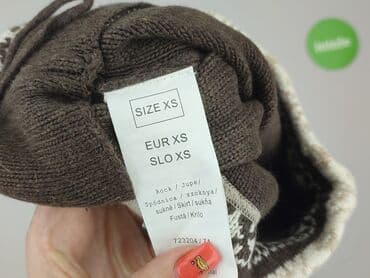 SIZE XS
EUR XS
SLO XS
Rock / Jupe /
Spódnica / szoknya/
sukně/Skirt/sukňa
Fustă/Krilo